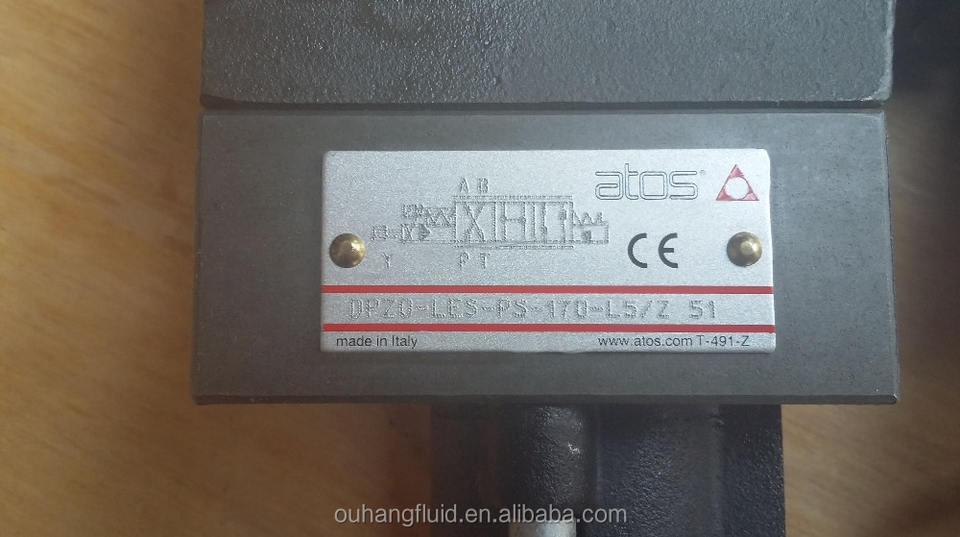 A B
atos®
Y
P T
CE
DPZO-LES-PS-170-L5/Z 51
made in Italy
www.atos.com T-491-Z
ouhangfluid.en.alibaba.com